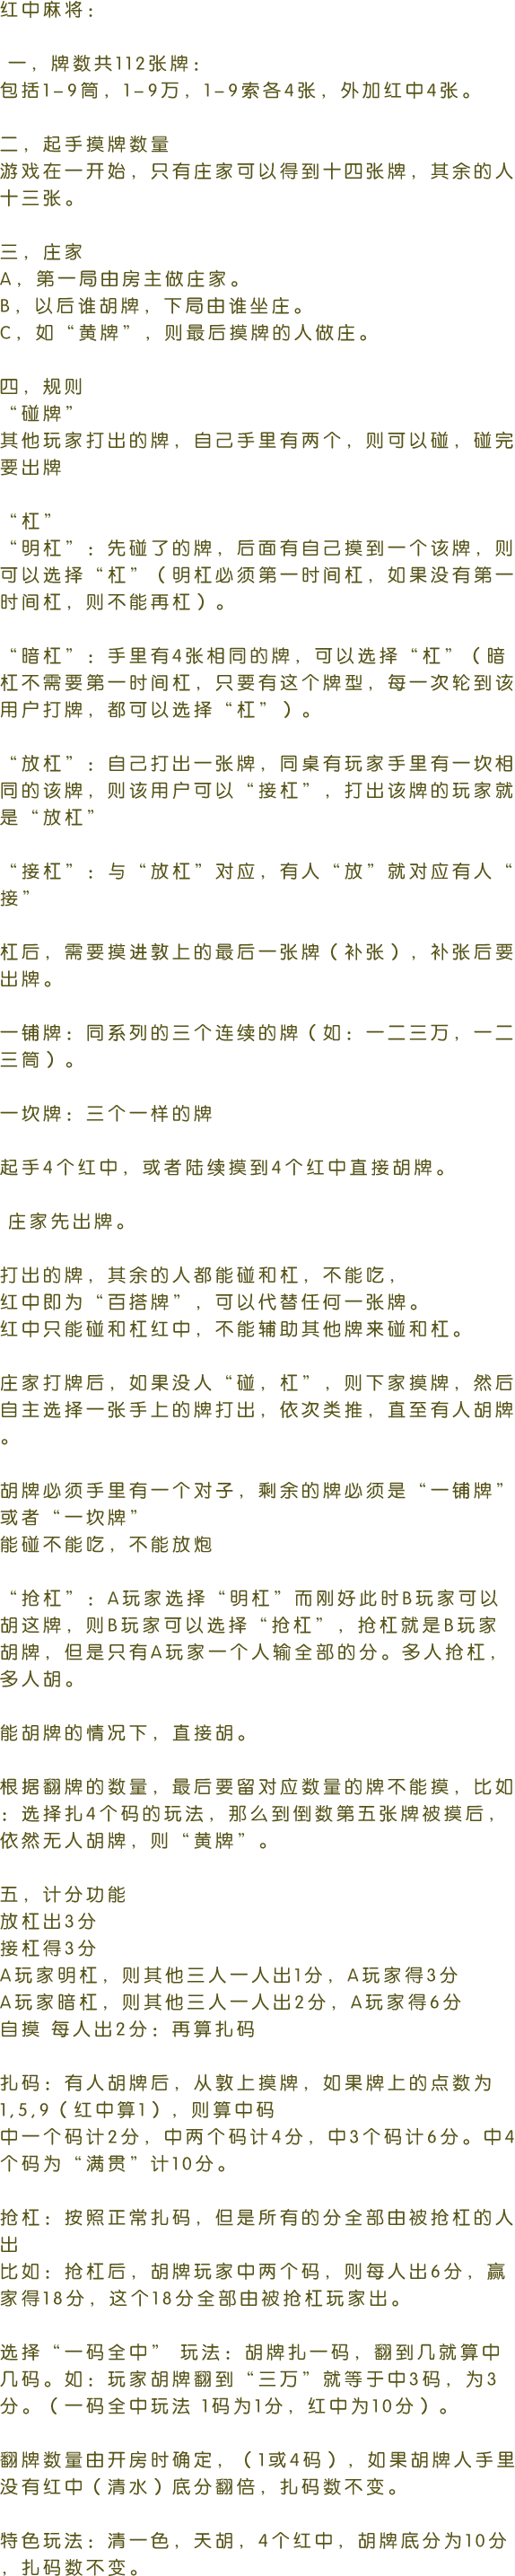 红中麻将：
一，牌数共112张牌：
包括1-9筒，1-9万，1-9索各4张，外加红中4张。
二，起手摸牌数量
游戏在一开始，只有庄家可以得到十四张牌，其余的人
十三张。
三，庄家
A，第一局由房主做庄家。
B，以后谁胡牌，下局由谁坐庄。
C，如“黄牌”，则最后摸牌的人做庄。
四，规则
“碰牌”
其他玩家打出的牌，自己手里有两个，则可以碰，碰完
要出牌
“杠”
“明杠”：先碰了的牌，后面有自己摸到一个该牌，则
可以选择“杠”（明杠必须第一时间杠，如果没有第一
时间杠，则不能再杠）。
“暗杠”：手里有4张相同的牌，可以选择“杠”（暗
杠不需要第一时间杠，只要有这个牌型，每一次轮到该
用户打牌，都可以选择“杠”）。
“放杠”：自己打出一张牌，同桌有玩家手里有一坎相
同的该牌，则该用户可以“接杠”，打出该牌的玩家就
是“放杠”
“接杠”：与“放杠”对应，有人“放”就对应有人“
接”
杠后，需要摸进敦上的最后一张牌（补张），补张后要
出牌。
一铺牌：同系列的三个连续的牌（如：一二三万，一二
三筒）。
一坎牌：三个一样的牌
起手4个红中，或者陆续摸到4个红中直接胡牌。
庄家先出牌。
打出的牌，其余的人都能碰和杠，不能吃，
红中即为“百搭牌”，可以代替任何一张牌。
红中只能碰和杠红中，不能辅助其他牌来碰和杠。
庄家打牌后，如果没人“碰，杠”，则下家摸牌，然后
自主选择一张手上的牌打出，依次类推，直至有人胡牌
。
胡牌必须手里有一个对子，剩余的牌必须是“一铺牌”
或者“一坎牌”
能碰不能吃，不能放炮
“抢杠”：A玩家选择“明杠”而刚好此时B玩家可以
胡这牌，则B玩家可以选择“抢杠”，抢杠就是B玩家
胡牌，但是只有A玩家一个人输全部的分。多人抢杠，
多人胡。
能胡牌的情况下，直接胡。
根据翻牌的数量，最后要留对应数量的牌不能摸，比如
：选择扎4个码的玩法，那么到倒数第五张牌被摸后，
依然无人胡牌，则“黄牌”。
五，计分功能
放杠出3分
接杠得3分
A玩家明杠，则其他三人一人出1分，A玩家得3分
A玩家暗杠，则其他三人一人出2分，A玩家得6分
自摸 每人出2分；再算扎码
扎码：有人胡牌后，从敦上摸牌，如果牌上的点数为
1,5,9（红中算1），则算中码
中一个码计2分，中两个码计4分，中3个码计6分。中4
个码为“满贯”计10分。
抢杠：按照正常扎码，但是所有的分全部由被抢杠的人
出
比如：抢杠后，胡牌玩家中两个码，则每人出6分，赢
家得18分，这个18分全部由被抢杠玩家出。
选择“一码全中” 玩法：胡牌扎一码，翻到几就算中
几码。如：玩家胡牌翻到“三万”就等于中3码，为3
分。（一码全中玩法 1码为1分，红中为10分）。
翻牌数量由开房时确定，（1或4码），如果胡牌人手里
没有红中（清水）底分翻倍，扎码数不变。
特色玩法：清一色，天胡，4个红中，胡牌底分为10分
，扎码数不变。